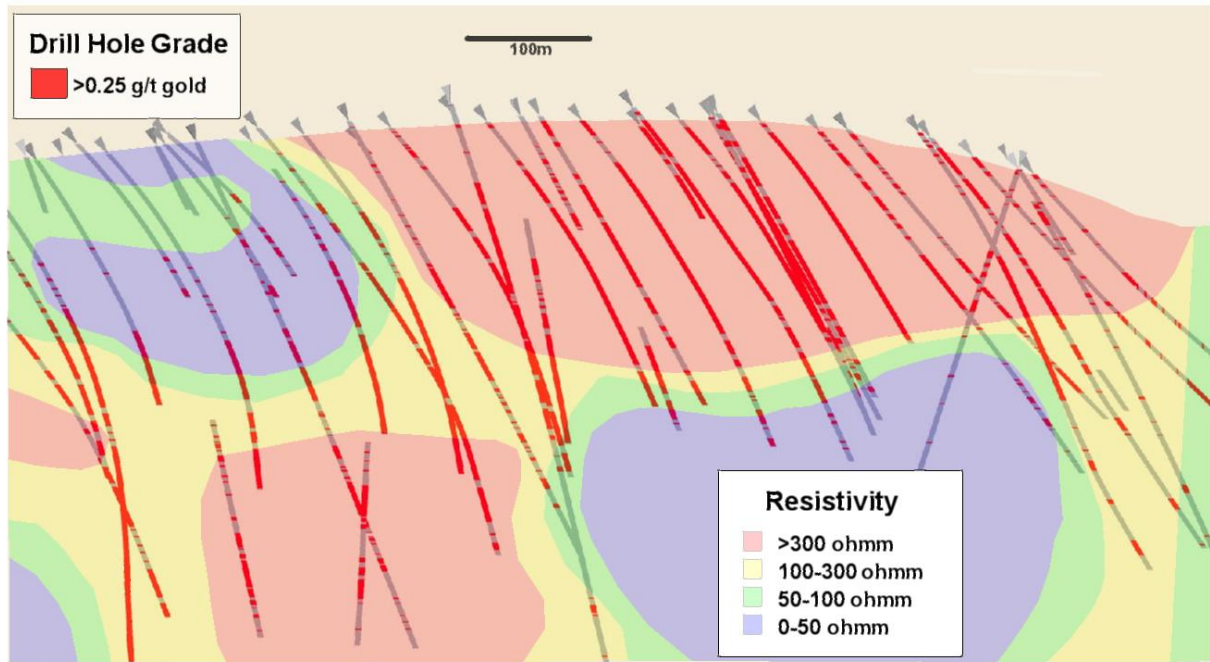 Drill Hole Grade
>0.25 g/t gold
100m
Resistivity
>300 ohmm
100-300 ohmm
50-100 ohmm
0-50 ohmm